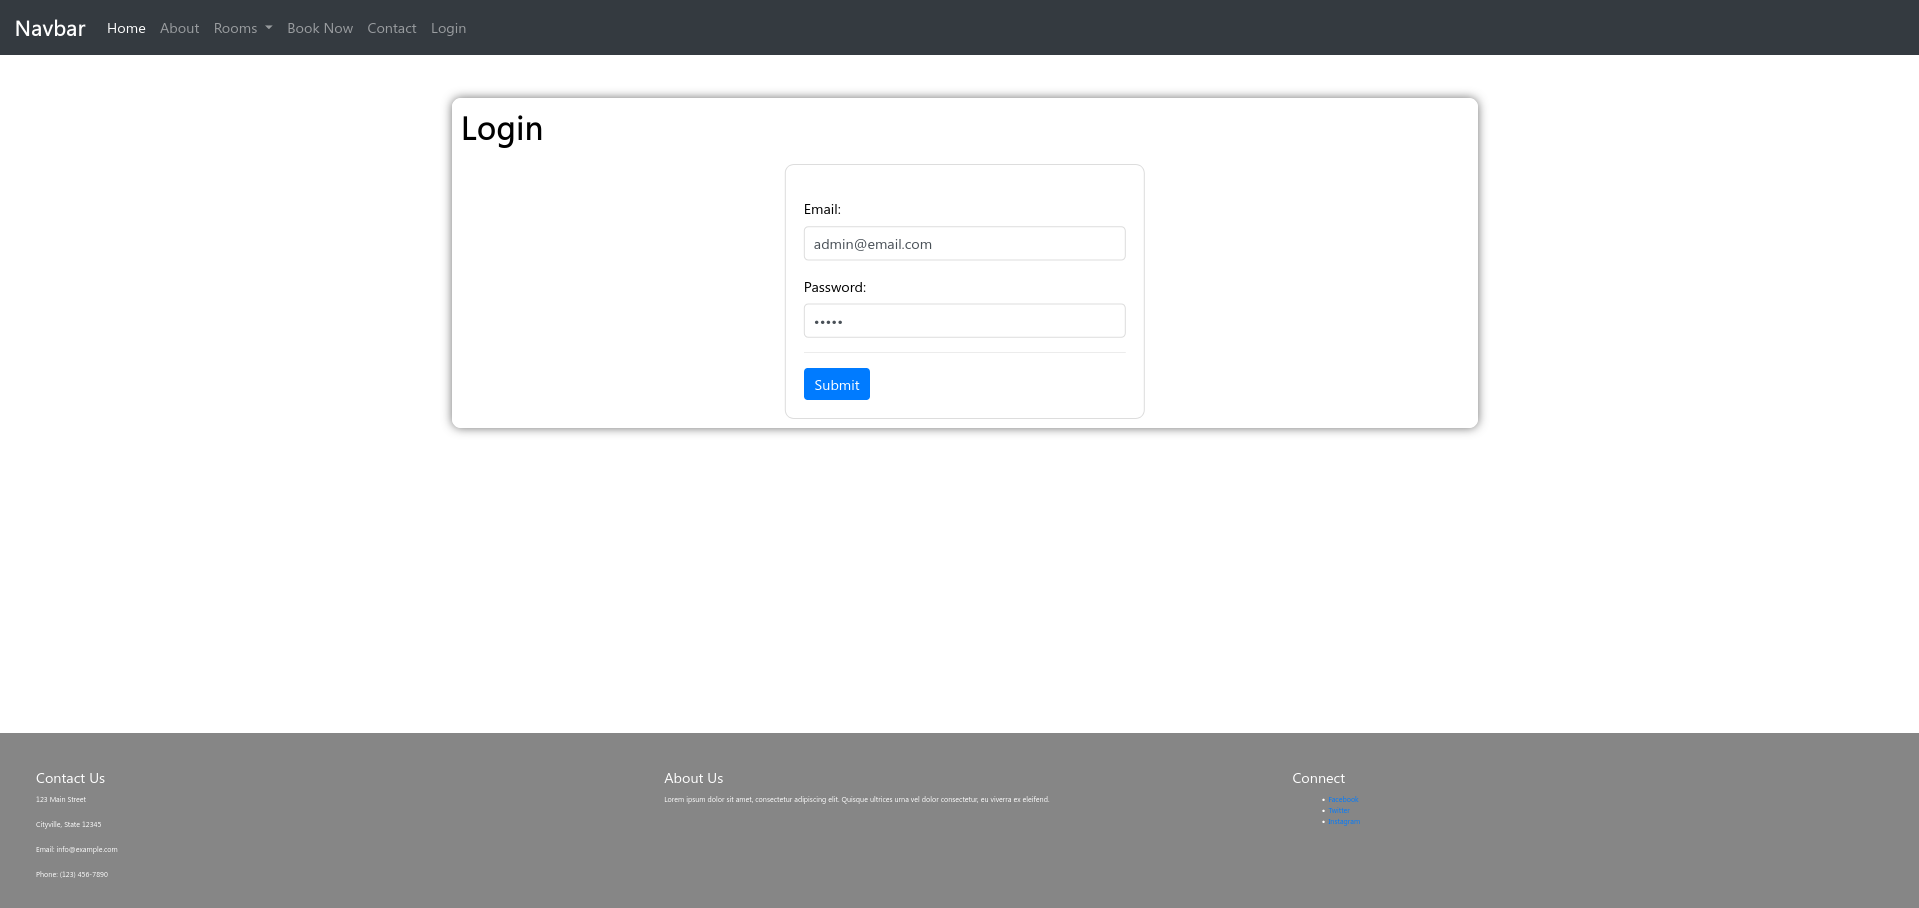 Navbar Home About Rooms Book Now Contact Login
Login
Email:
admin@email.com
Password:
•••••
Submit
Contact Us
123 Main Street
Cityville, State 12345
Email: info@example.com
Phone: (123) 456-7890
About Us
Lorem ipsum dolor sit amet, consectetur adipiscing elit. Quisque ultrices urna vel dolor consectetur, eu viverra ex eleifend.
Connect
• Facebook
• Twitter
• Instagram